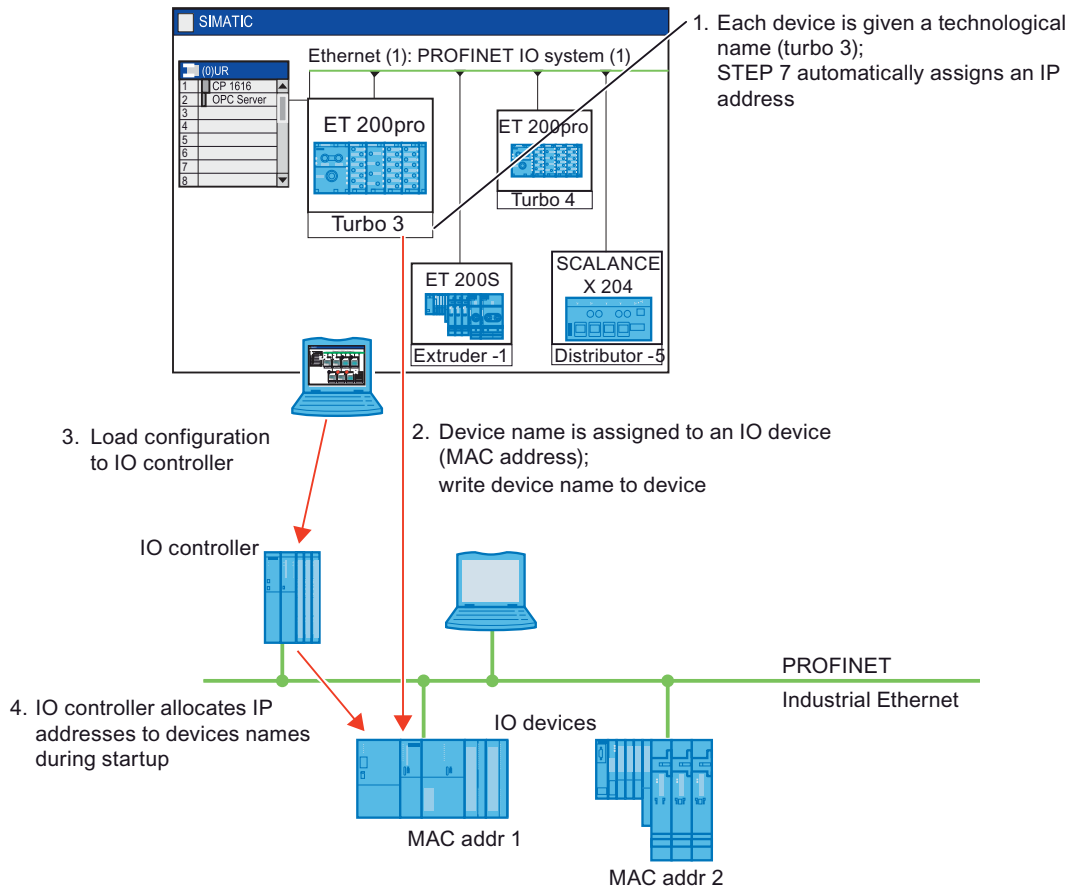 SIMATIC
Ethernet (1): PROFINET IO system (1)
(0)UR
1 CP 1616
2 OPC Server
3
4
5
6
7
8
ET 200pro
Turbo 3
ET 200pro
Turbo 4
ET 200S
Extruder -1
SCALANCE
X 204
Distributor -5
1. Each device is given a technological
name (turbo 3);
STEP 7 automatically assigns an IP
address
2. Device name is assigned to an IO device
(MAC address);
write device name to device
3. Load configuration
to IO controller
IO controller
PROFINET
Industrial Ethernet
4. IO controller allocates IP
addresses to devices names
during startup
IO devices
MAC addr 1
MAC addr 2